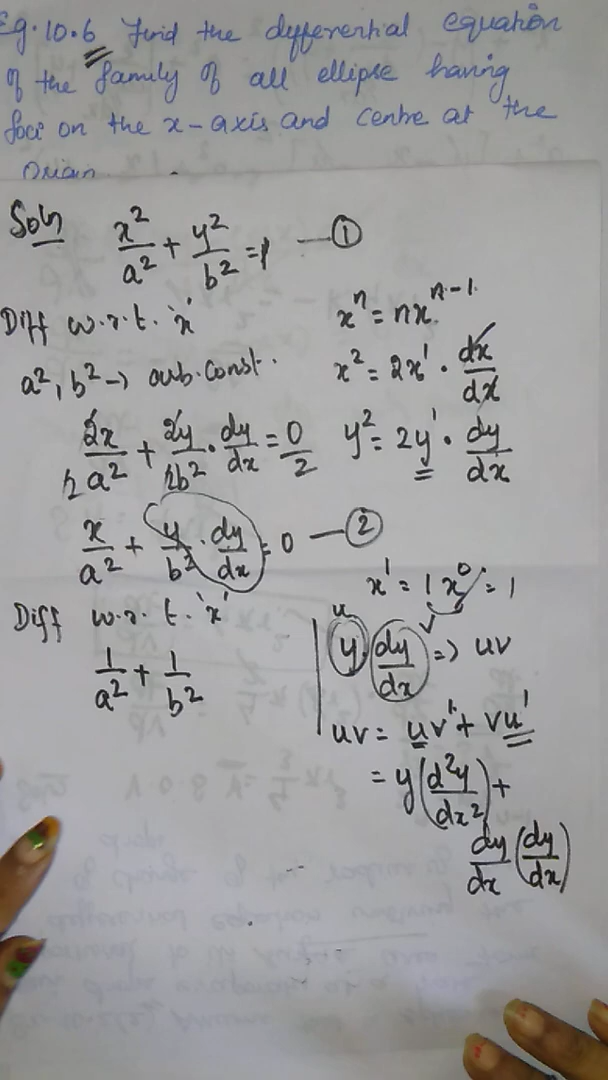 Eg. 10.6 Find the differential equation
of the family of all ellipse having
foci on the x-axis and centre at the
Origin.
Soln x²/a² + y²/b² = 1 — ①
Diff w.r.t. 'x'
xⁿ = nxⁿ⁻¹
a², b² → arb. const.
x² = 2x¹ · dx/dx
2x/2a² + 2y/2b² · dy/dx = 0/2
y² = 2y¹ · dy/dx
x/a² + y/b² · dy/dx = 0 — ②
x¹ = 1x⁰ = 1
Diff w.r.t. 'x'
u v
y dy/dx => uv
1/a² + 1/b²
uv = uv' + vu'
= y(d²y/dx²) +
dy/dx (dy/dx)